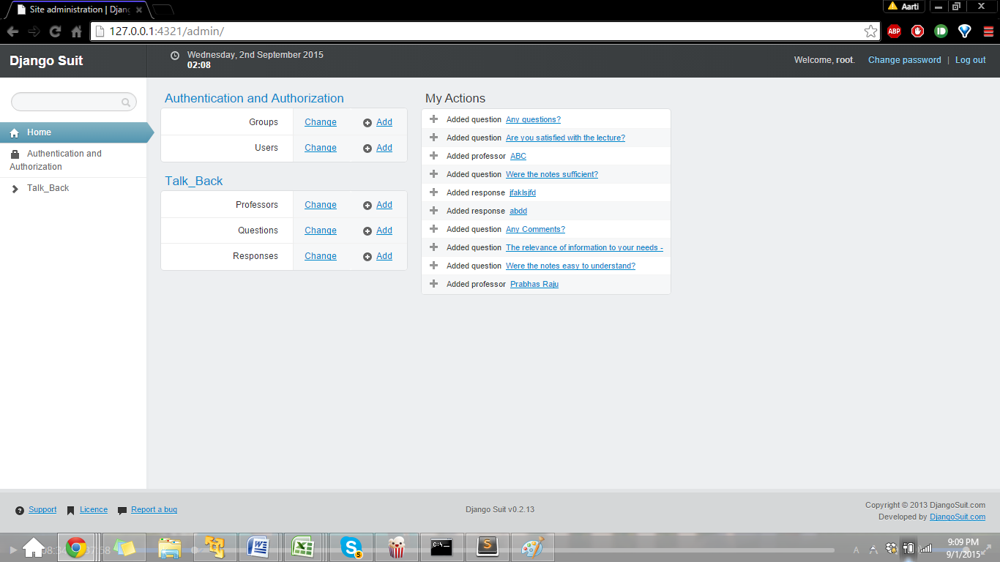 Site administration | Djan
Aarti
127.0.0.1:4321/admin/
ABP
Django Suit
Wednesday, 2nd September 2015
02:08
Welcome, root. Change password | Log out
Home
Authentication and
Authorization
Talk_Back
Authentication and Authorization
Groups Change Add
Users Change Add
Talk_Back
Professors Change Add
Questions Change Add
Responses Change Add
My Actions
Added question Any questions?
Added question Are you satisfied with the lecture?
Added professor ABC
Added question Were the notes sufficient?
Added response jfaklsjfd
Added response abdd
Added question Any Comments?
Added question The relevance of information to your needs -
Added question Were the notes easy to understand?
Added professor Prabhas Raju
Support Licence Report a bug
Django Suit v0.2.13
Copyright © 2013 DjangoSuit.com
Developed by DjangoSuit.com
5
A
9:09 PM
9/1/2015